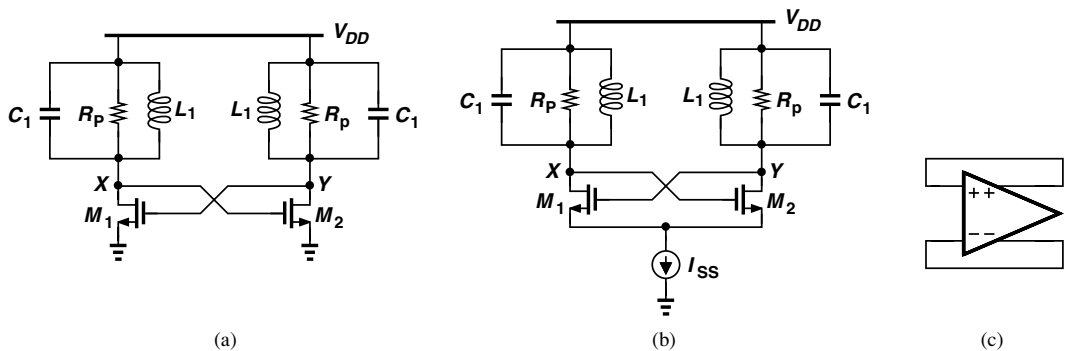 V_DD
C_1
R_P
L_1
L_1
R_p
C_1
X
Y
M_1
M_2
(a)
V_DD
C_1
R_P
L_1
L_1
R_p
C_1
X
Y
M_1
M_2
I_SS
(b)
+ +
− −
(c)